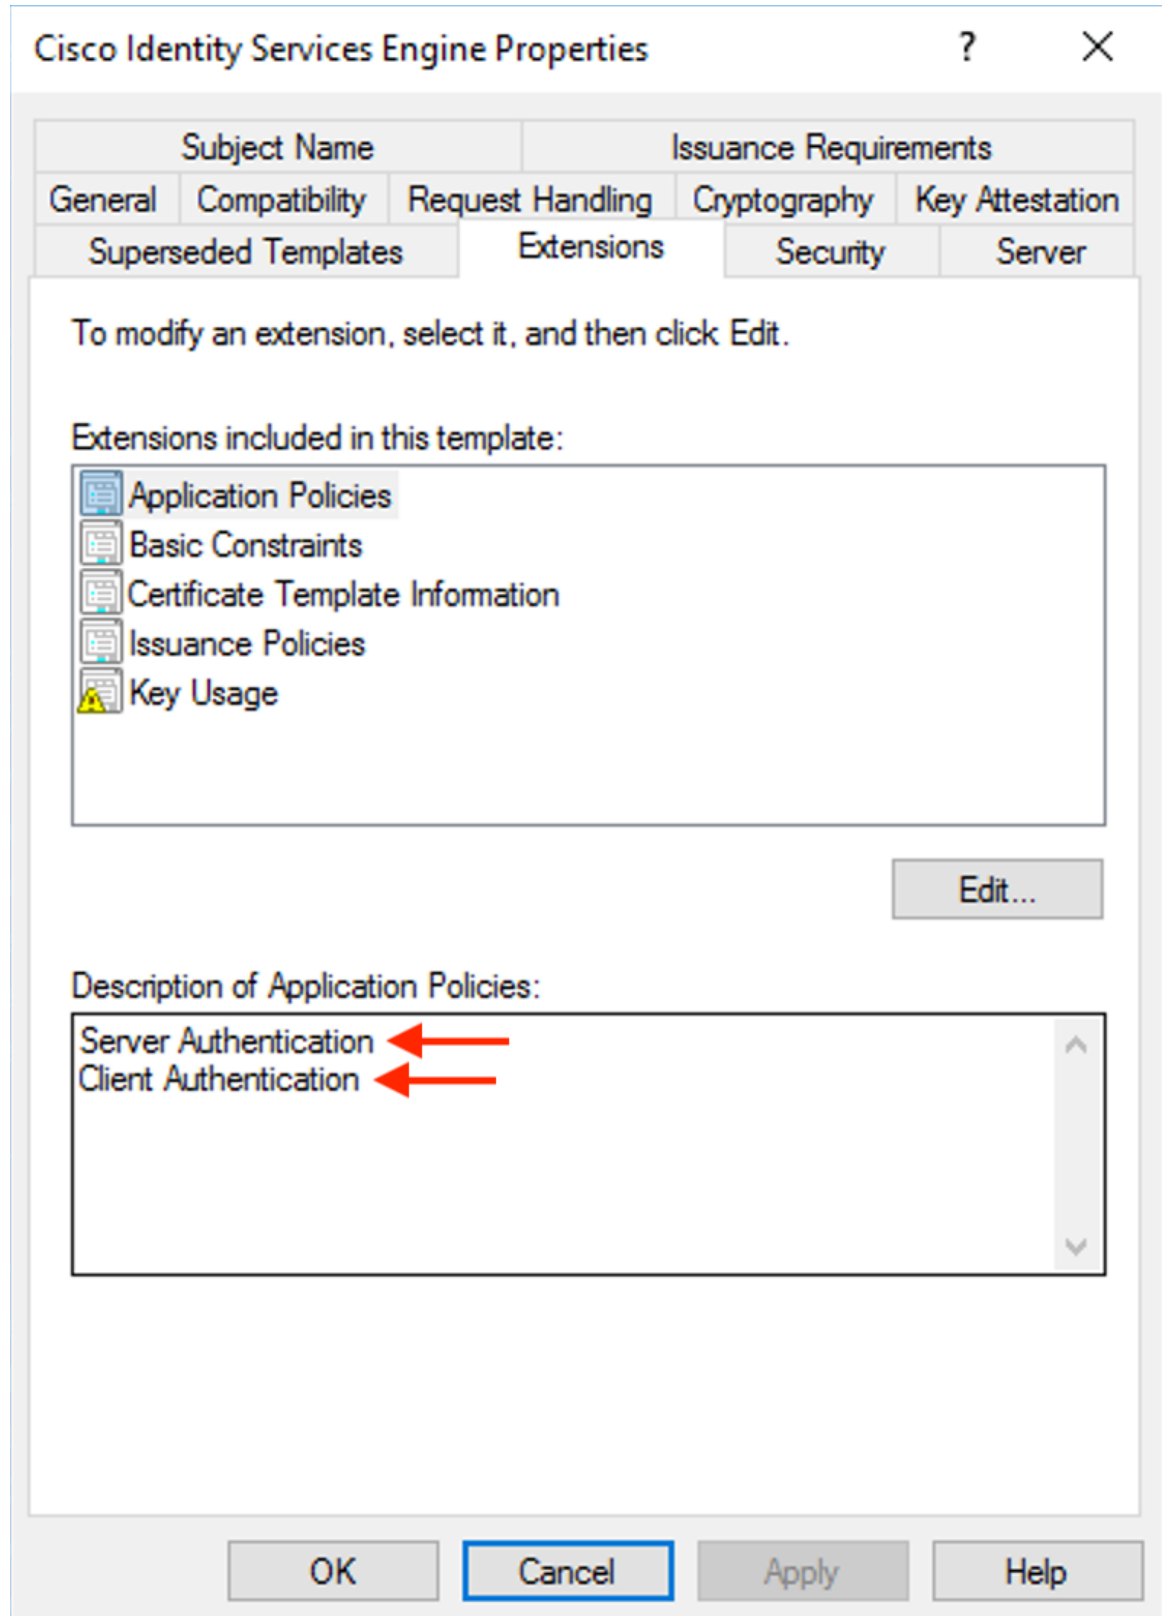 Cisco Identity Services Engine Properties ?
Subject Name Issuance Requirements
General Compatibility Request Handling Cryptography Key Attestation
Superseded Templates Extensions Security Server
To modify an extension, select it, and then click Edit.
Extensions included in this template:
Application Policies
Basic Constraints
Certificate Template Information
Issuance Policies
Key Usage
Edit...
Description of Application Policies:
Server Authentication
Client Authentication
OK Cancel Apply Help